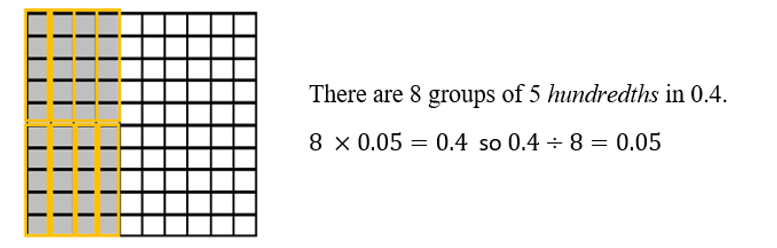 There are 8 groups of 5 hundredths in 0.4.
8 × 0.05 = 0.4 so 0.4 ÷ 8 = 0.05